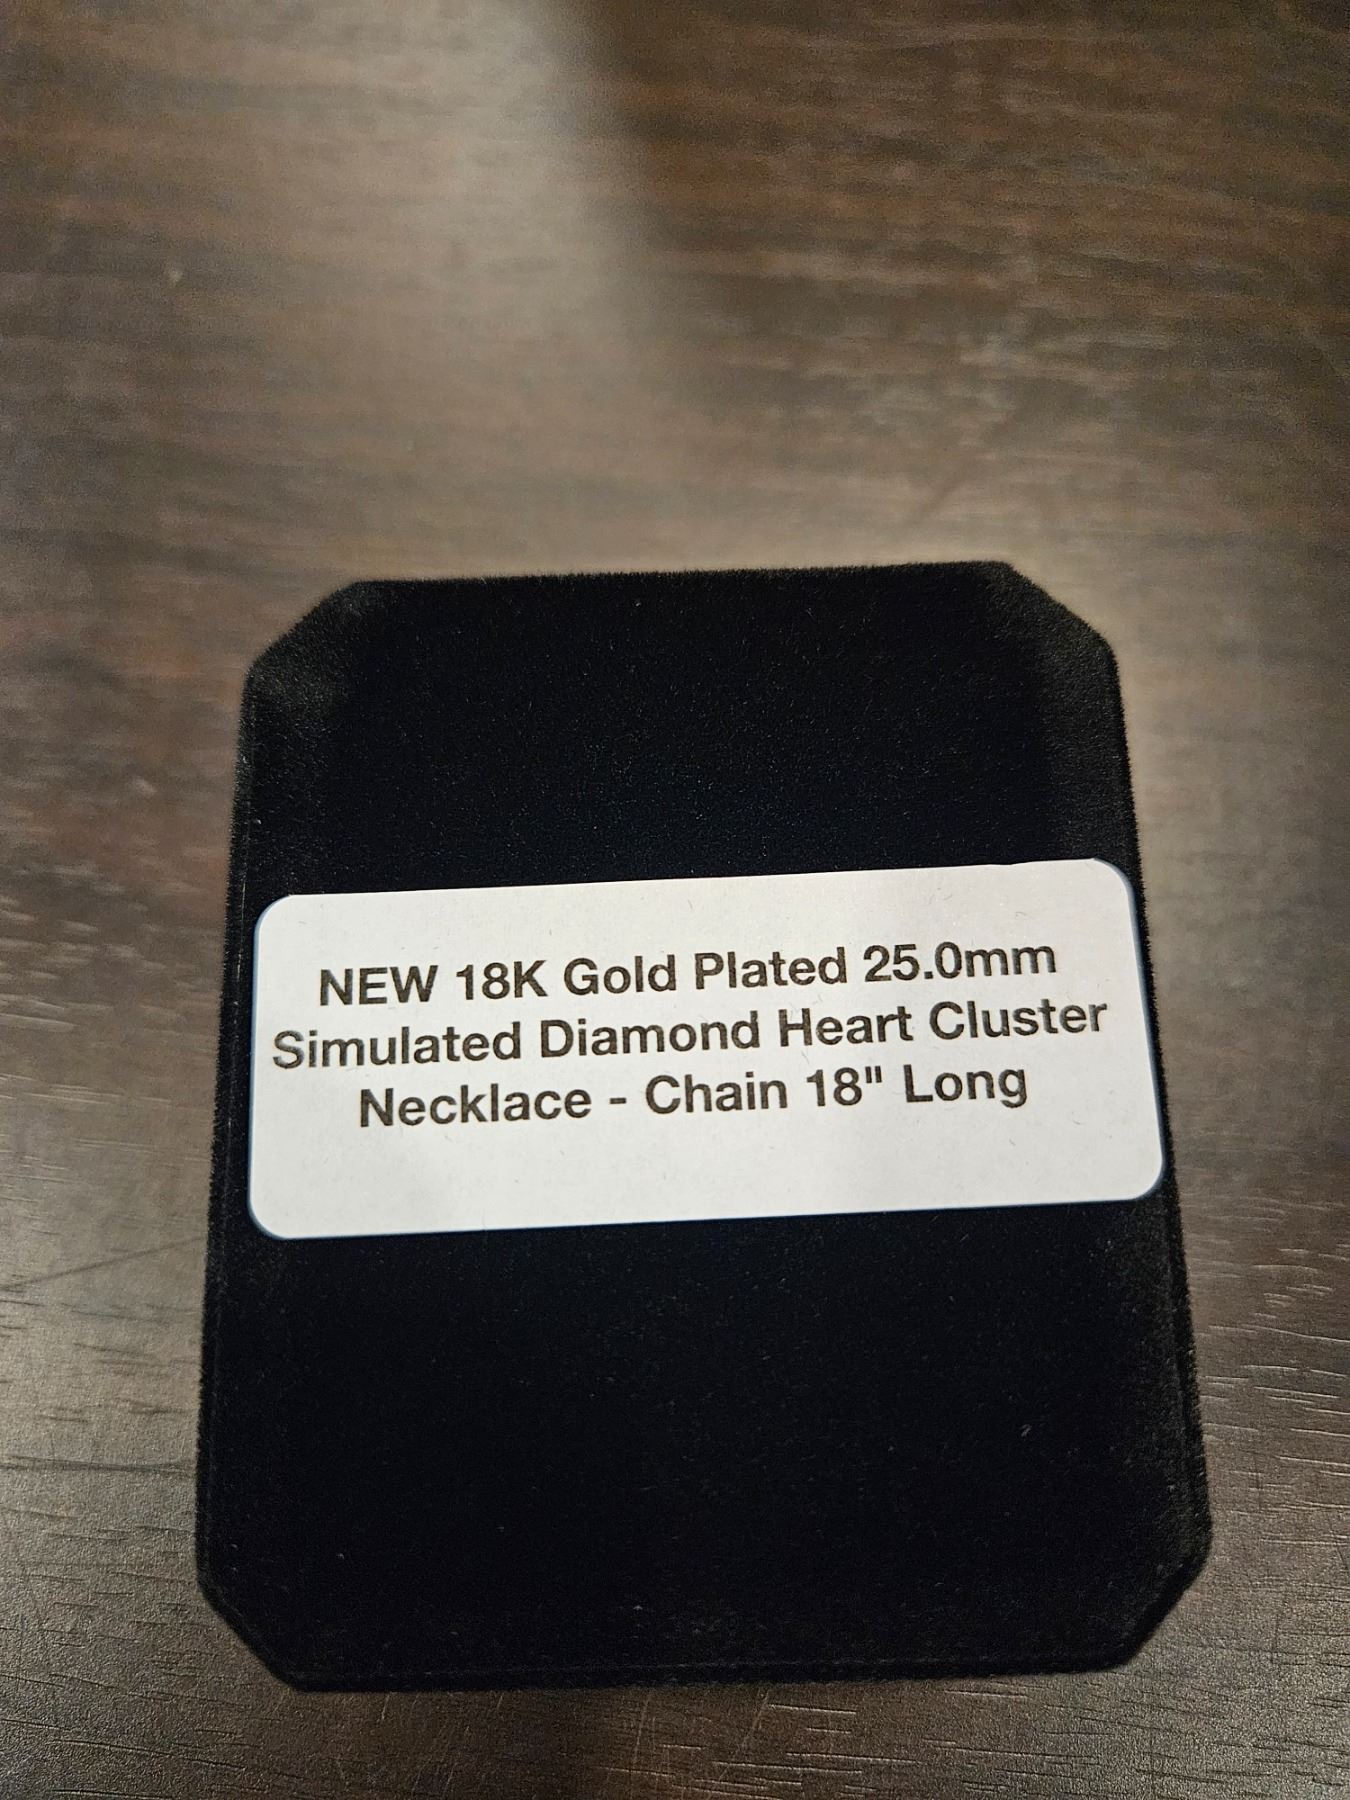 NEW 18K Gold Plated 25.0mm
Simulated Diamond Heart Cluster
Necklace - Chain 18" Long